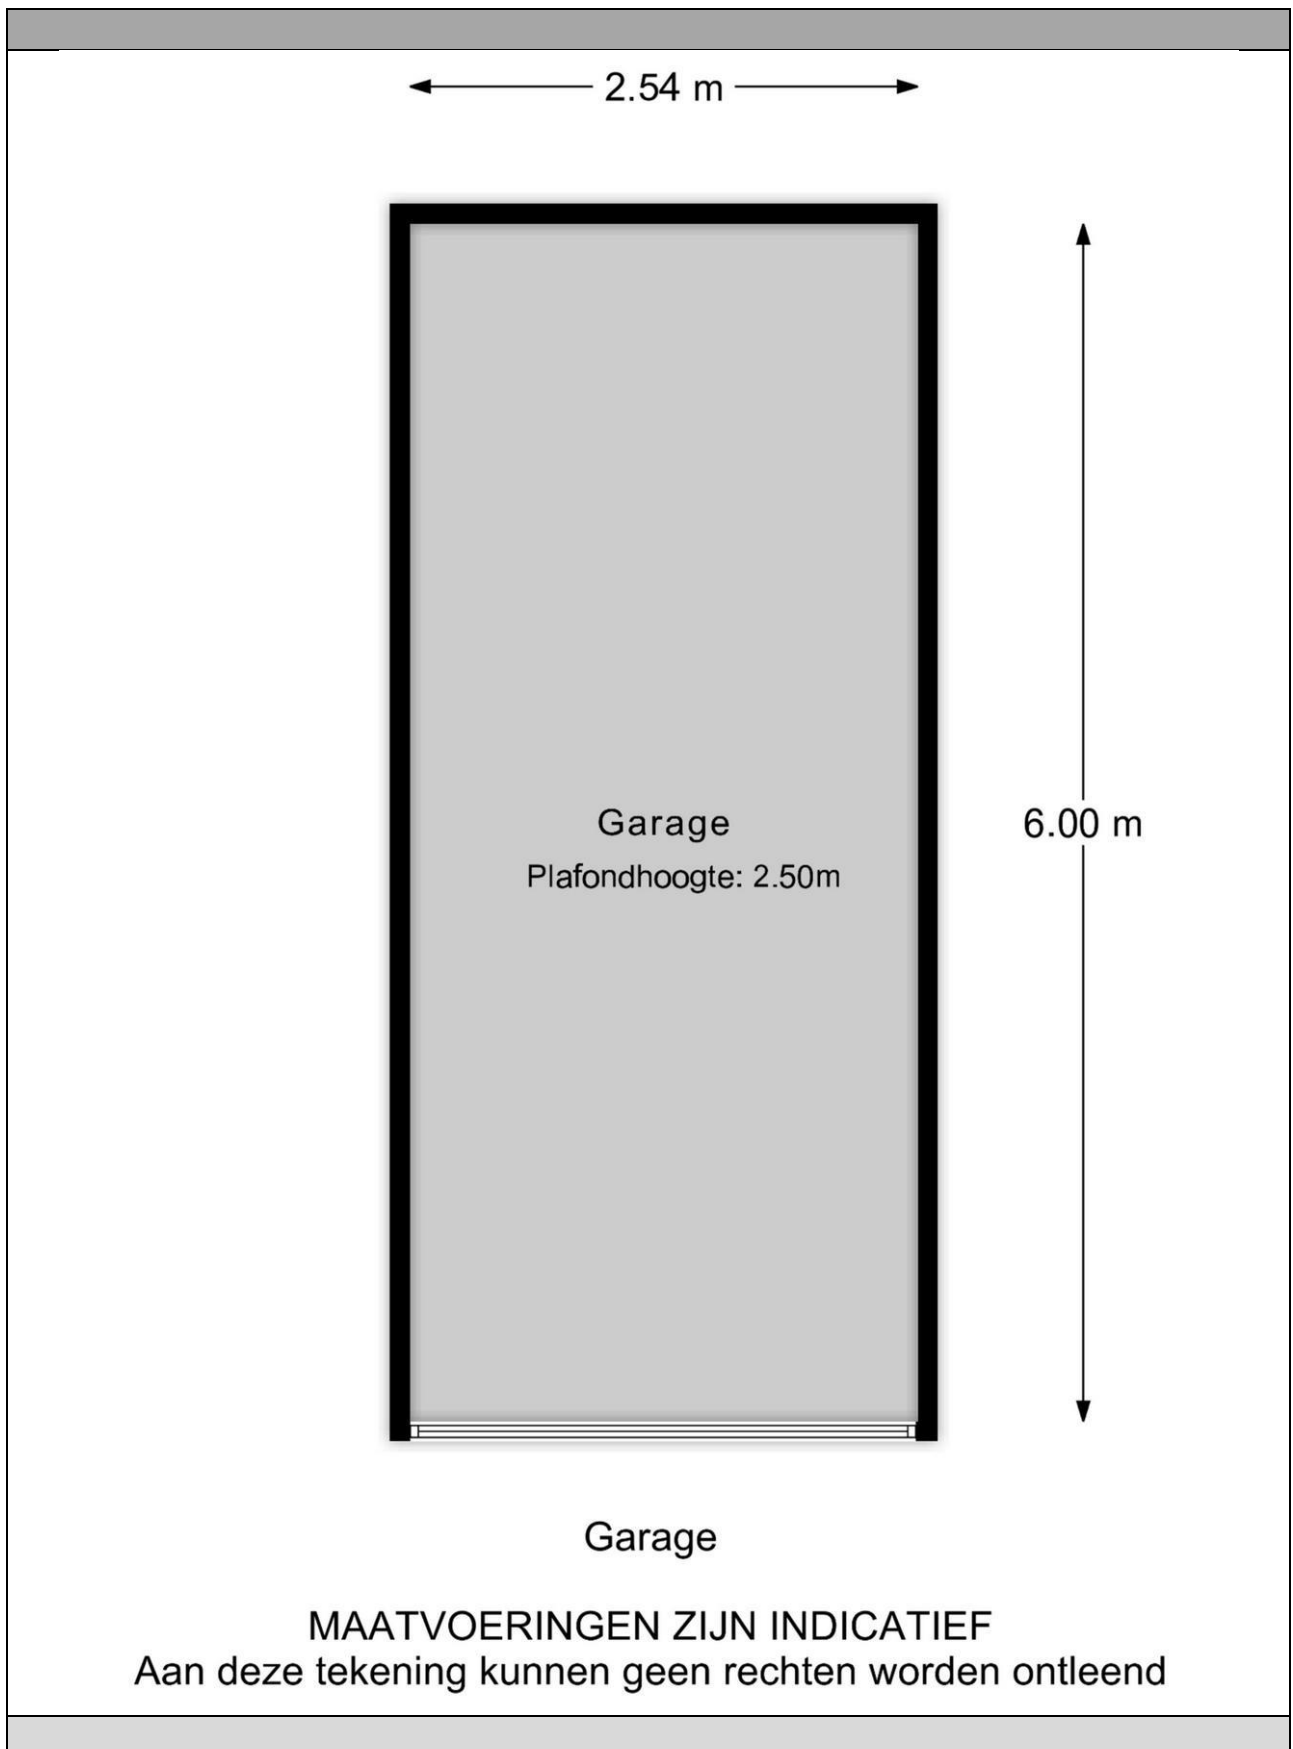 2.54 m
Garage
6.00 m
Plafondhoogte: 2.50m
Garage
MAATVOERINGEN ZIJN INDICATIEF
Aan deze tekening kunnen geen rechten worden ontleend